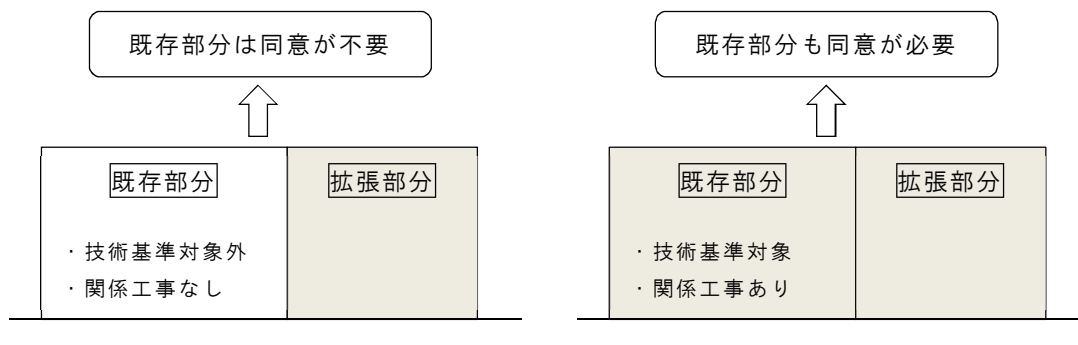 既存部分は同意が不要
既存部分
拡張部分
・技術基準対象外
・関係工事なし
既存部分も同意が必要
既存部分
拡張部分
・技術基準対象
・関係工事あり